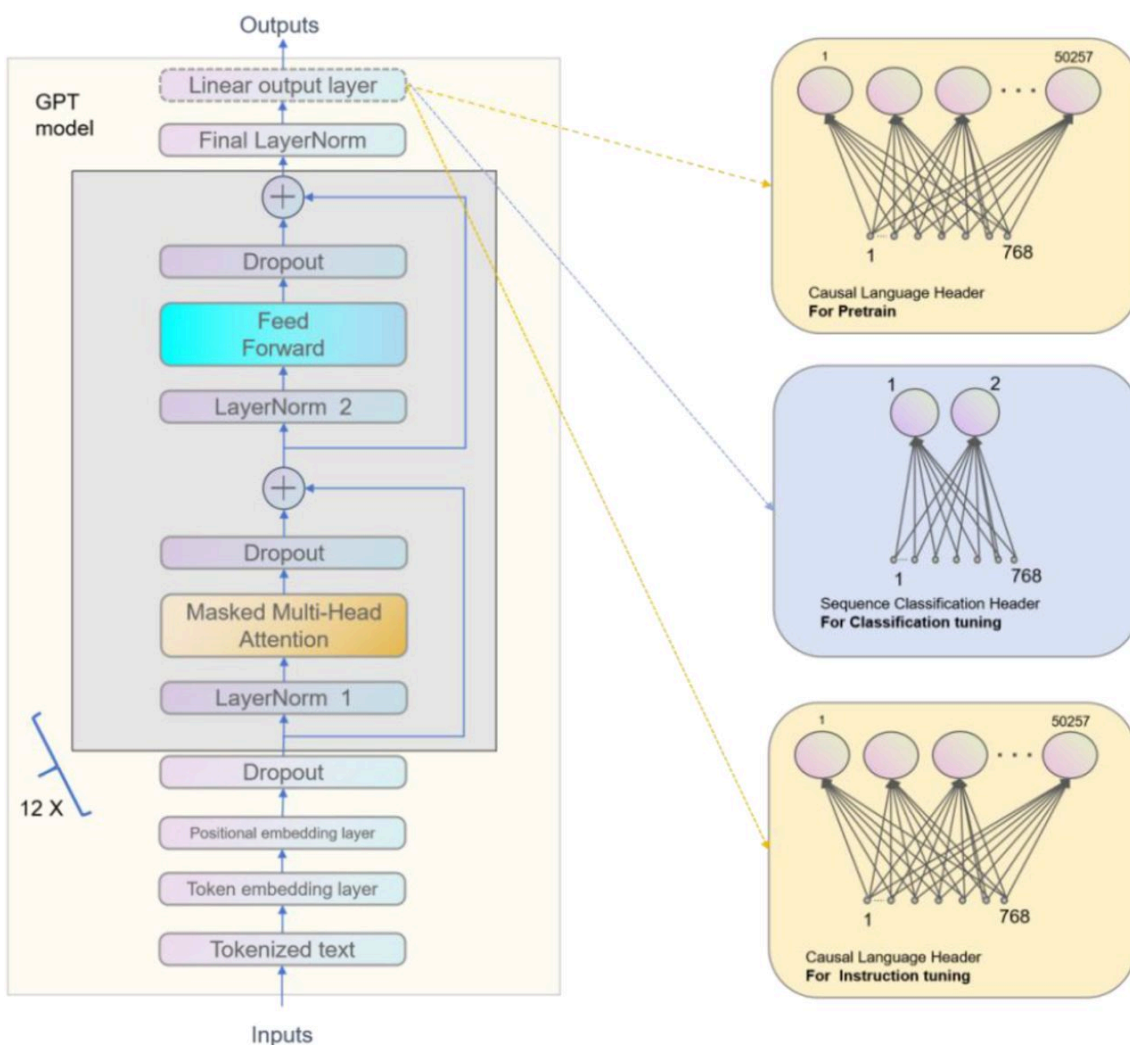 Outputs
GPT
model
Linear output layer
Final LayerNorm
+
Dropout
Feed
Forward
LayerNorm 2
+
Dropout
Masked Multi-Head
Attention
LayerNorm 1
12 X
Dropout
Positional embedding layer
Token embedding layer
Tokenized text
Inputs
1 50257
1 768
Causal Language Header
For Pretrain
1 2
1 768
Sequence Classification Header
For Classification tuning
1 50257
1 768
Causal Language Header
For Instruction tuning